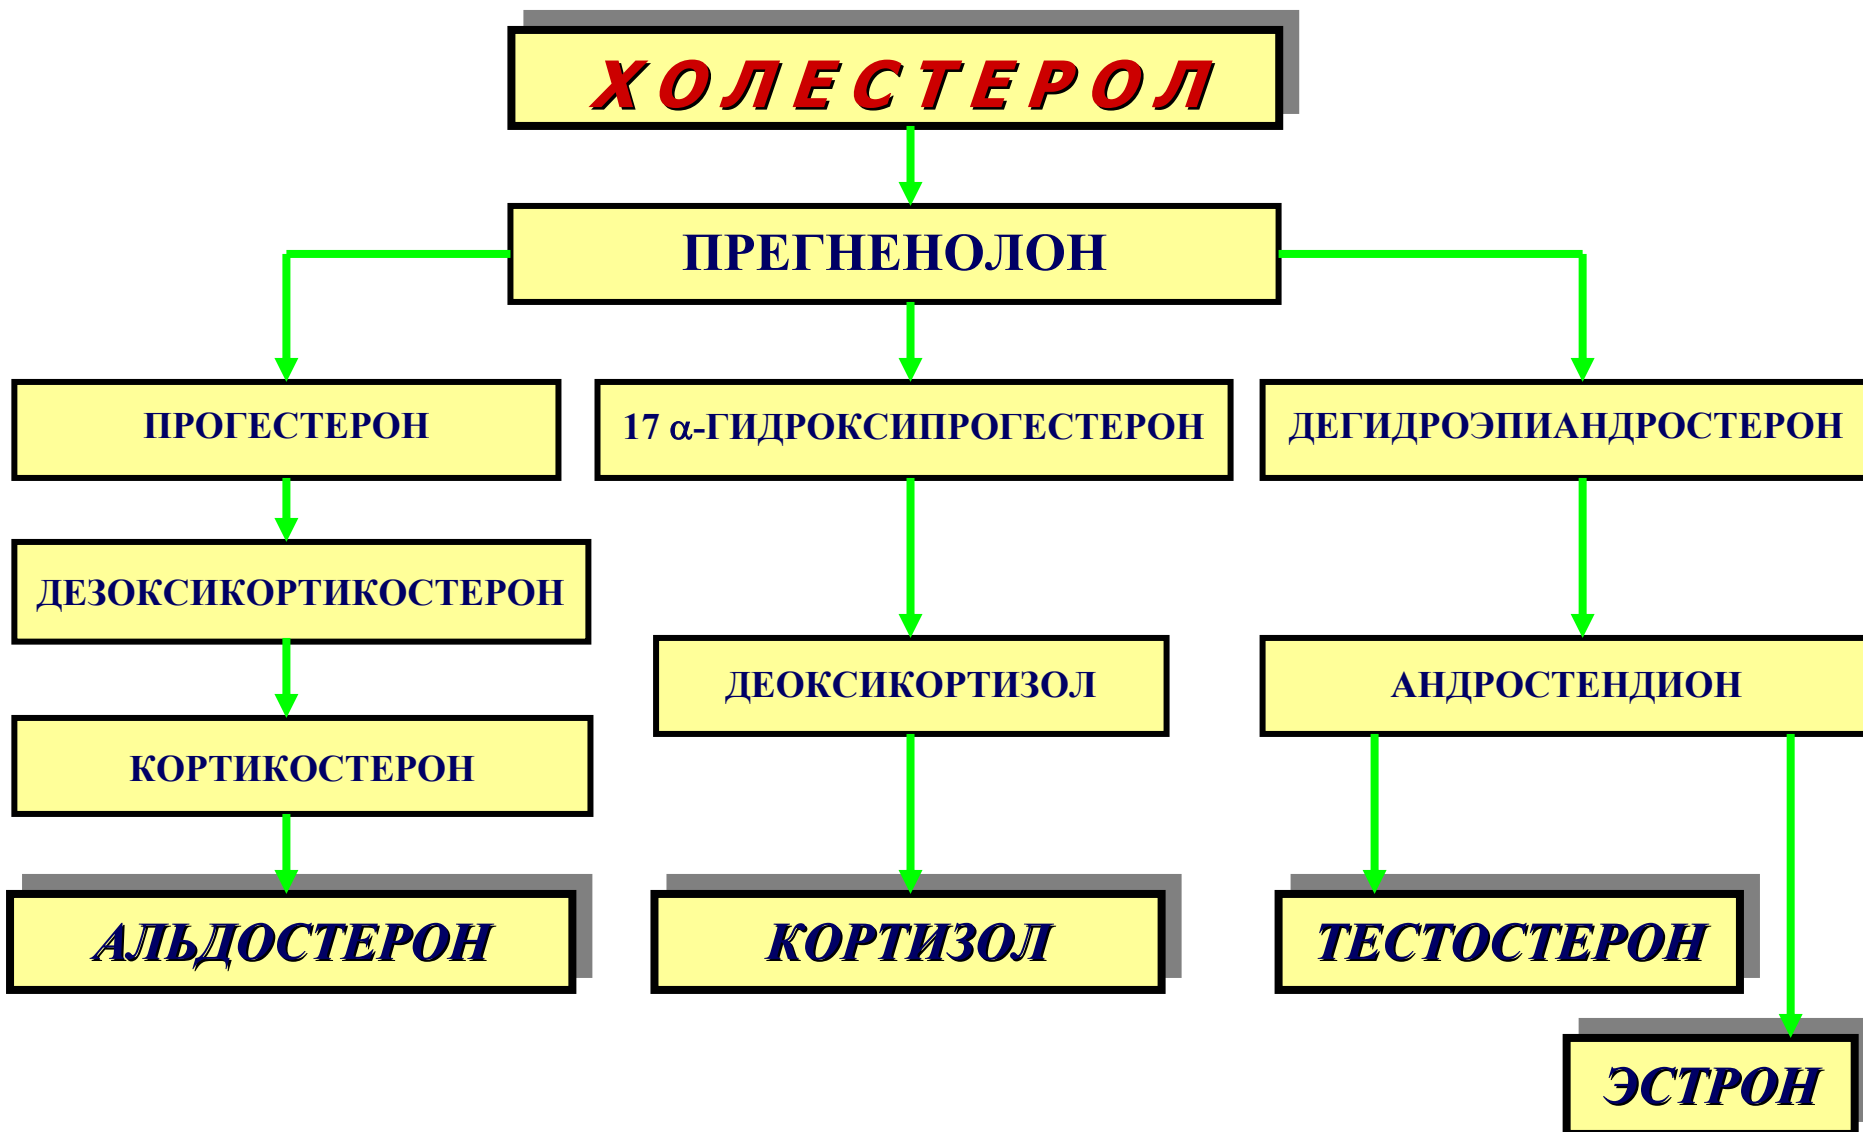 ХОЛЕСТЕРОЛ
ПРЕГНЕНОЛОН
ПРОГЕСТЕРОН
17 α-ГИДРОКСИПРОГЕСТЕРОН
ДЕГИДРОЭПИАНДРОСТЕРОН
ДЕЗОКСИКОРТИКОСТЕРОН
ДЕОКСИКОРТИЗОЛ
АНДРОСТЕНДИОН
КОРТИКОСТЕРОН
АЛЬДОСТЕРОН
КОРТИЗОЛ
ТЕСТОСТЕРОН
ЭСТРОН